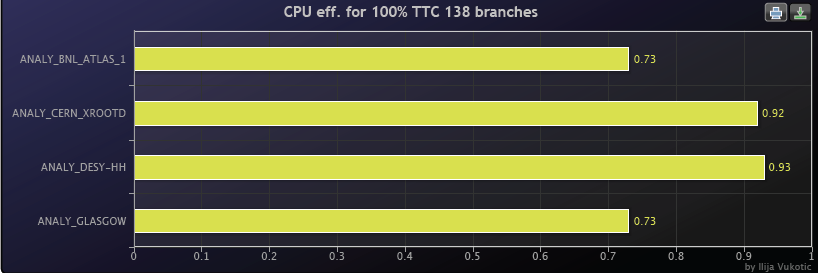 CPU eff. for 100% TTC 138 branches
ANALY_BNL_ATLAS_1
0.73
ANALY_CERN_XROOTD
0.92
ANALY_DESY-HH
0.93
ANALY_GLASGOW
0.73
0 0.1 0.2 0.3 0.4 0.5 0.6 0.7 0.8 0.9 1
by Ilija Vukotic